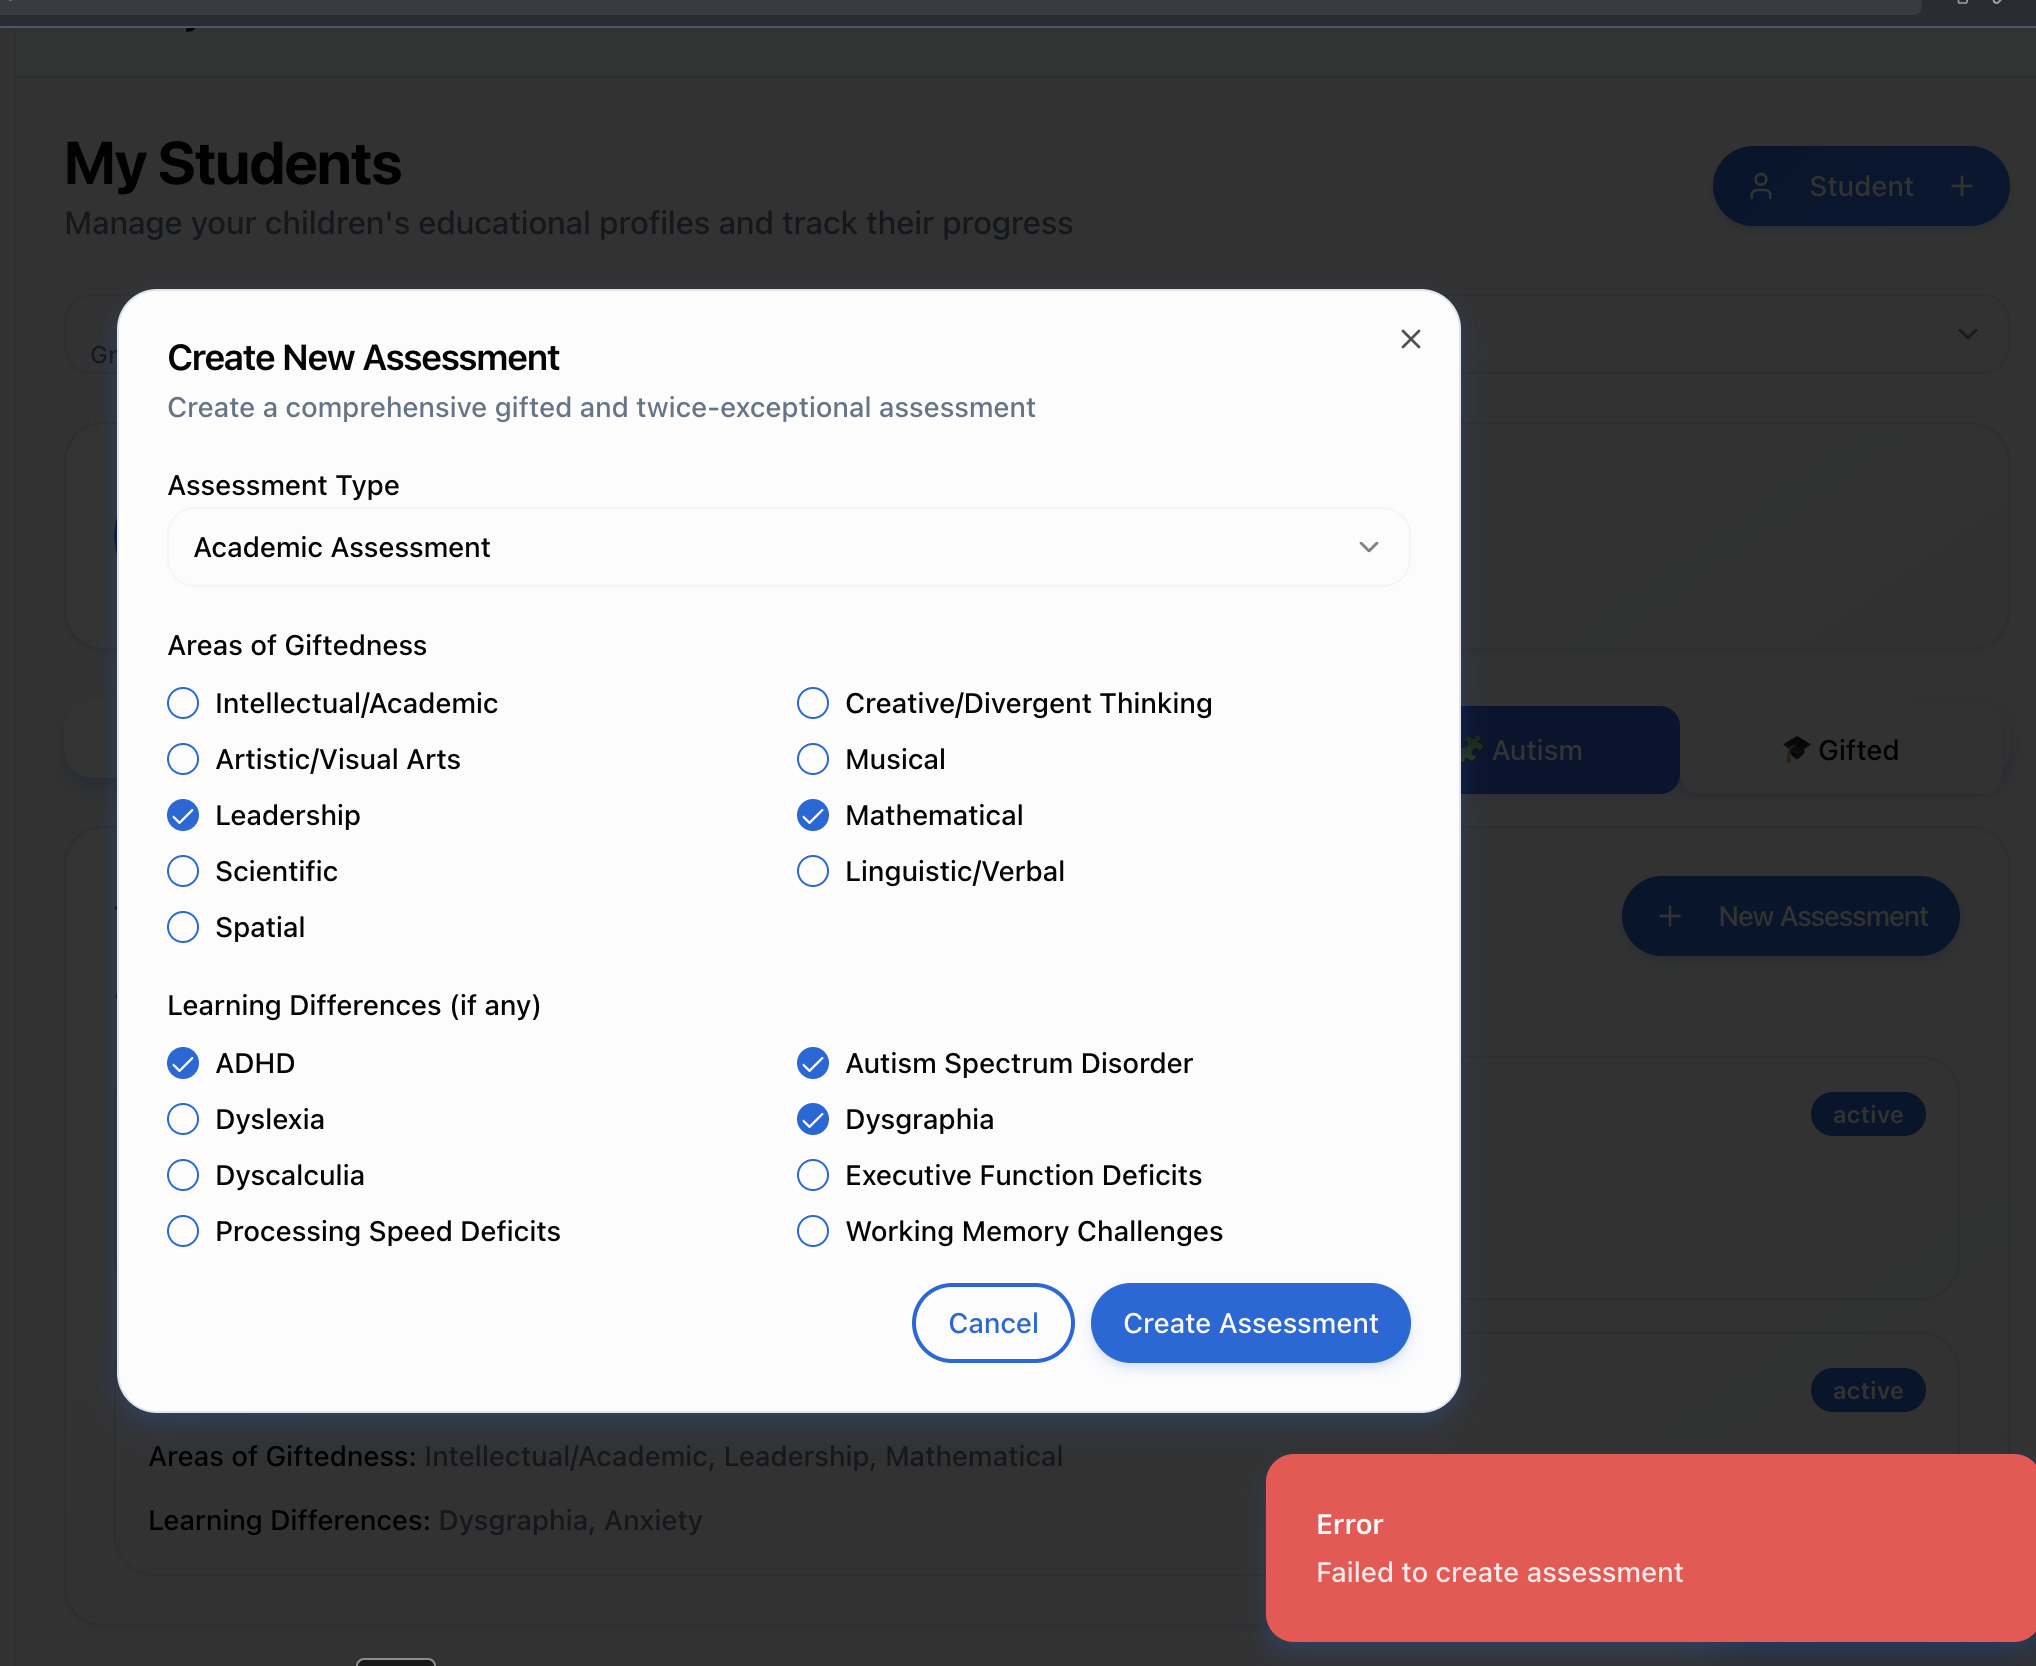 My Students
Manage your children's educational profiles and track their progress
Student
Create New Assessment
Create a comprehensive gifted and twice-exceptional assessment
Assessment Type
Academic Assessment
Areas of Giftedness
Intellectual/Academic
Creative/Divergent Thinking
Artistic/Visual Arts
Musical
Leadership
Mathematical
Scientific
Linguistic/Verbal
Spatial
Autism
Gifted
New Assessment
Learning Differences (if any)
ADHD
Autism Spectrum Disorder
Dyslexia
Dysgraphia
active
Dyscalculia
Executive Function Deficits
Processing Speed Deficits
Working Memory Challenges
Cancel
Create Assessment
active
Areas of Giftedness: Intellectual/Academic, Leadership, Mathematical
Learning Differences: Dysgraphia, Anxiety
Error
Failed to create assessment